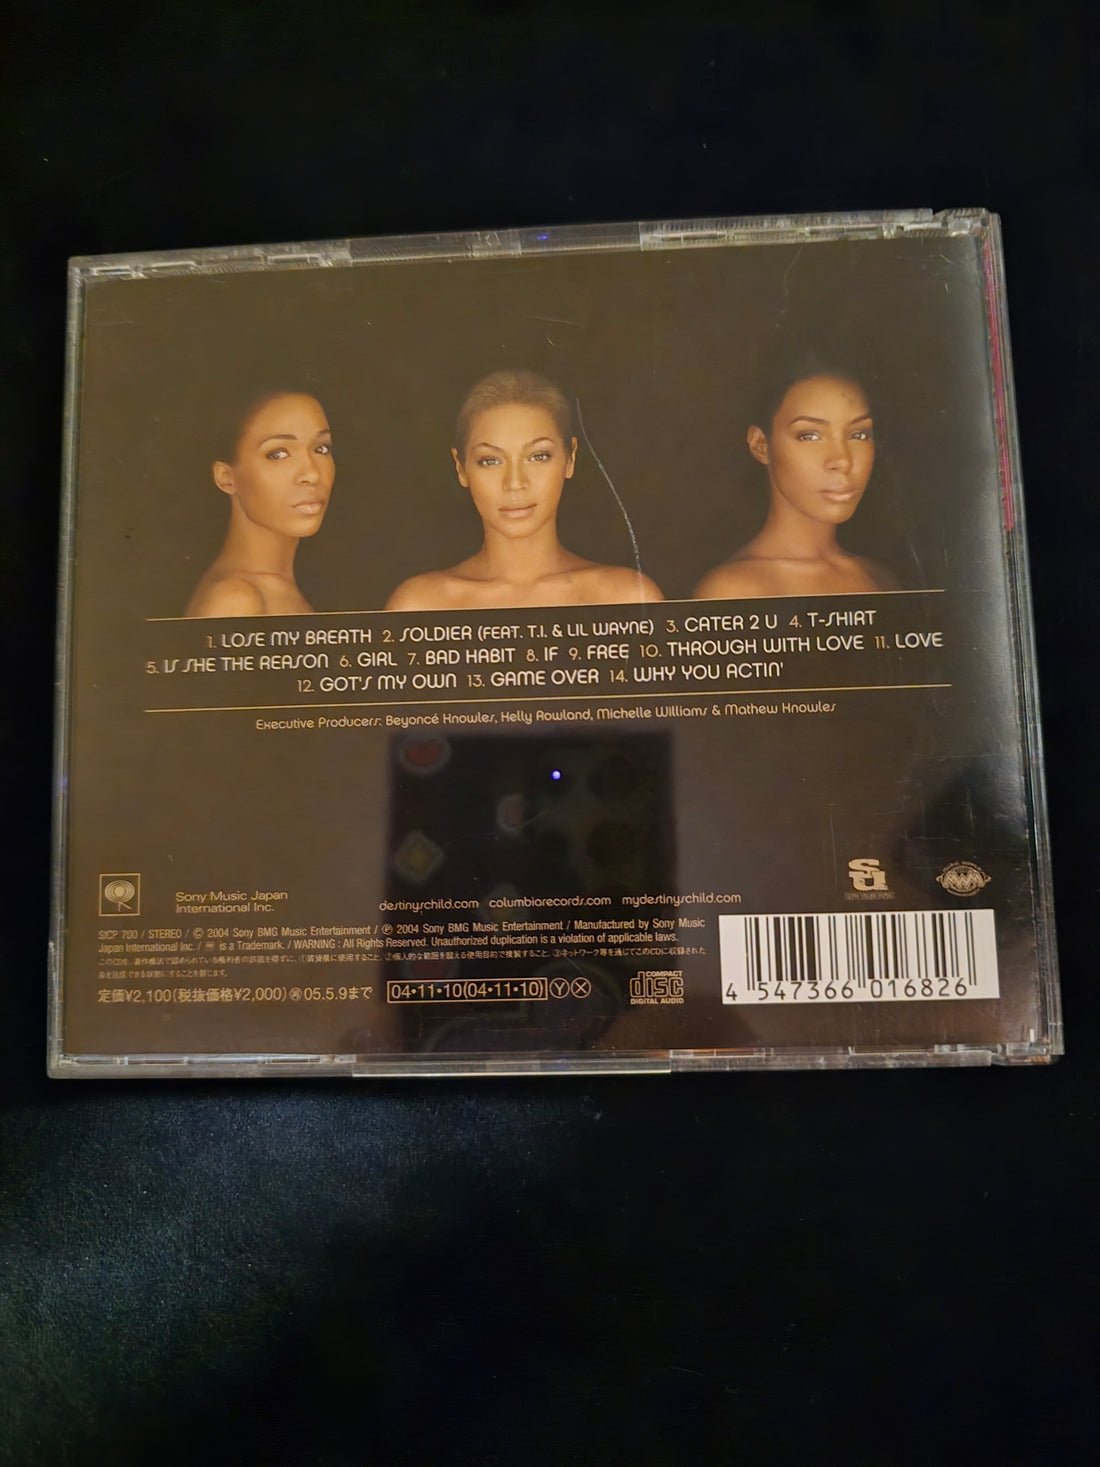 1. LOSE MY BREATH 2. SOLDIER (FEAT. T.I. & LIL WAYNE) 3. CATER 2 U 4. T-SHIRT
5. IS SHE THE REASON 6. GIRL 7. BAD HABIT 8. IF 9. FREE 10. THROUGH WITH LOVE 11. LOVE
12. GOT'S MY OWN 13. GAME OVER 14. WHY YOU ACTIN'
Executive Producers: Beyoncé Knowles, Kelly Rowland, Michelle Williams & Mathew Knowles
Sony Music Japan
International Inc.
destinyschild.com columbiarecords.com mydestinyschild.com
SICP 700 / STEREO / © 2004 Sony BMG Music Entertainment / ℗ 2004 Sony BMG Music Entertainment / Manufactured by Sony Music
Japan International Inc. / is a Trademark. / WARNING : All Rights Reserved. Unauthorized duplication is a violation of applicable laws.
定価¥2,100(税抜価格¥2,000)㊙05.5.9まで
04・11・10(04・11・10) Ⓨ Ⓧ
COMPACT
disc
DIGITAL AUDIO
4 547366 016826